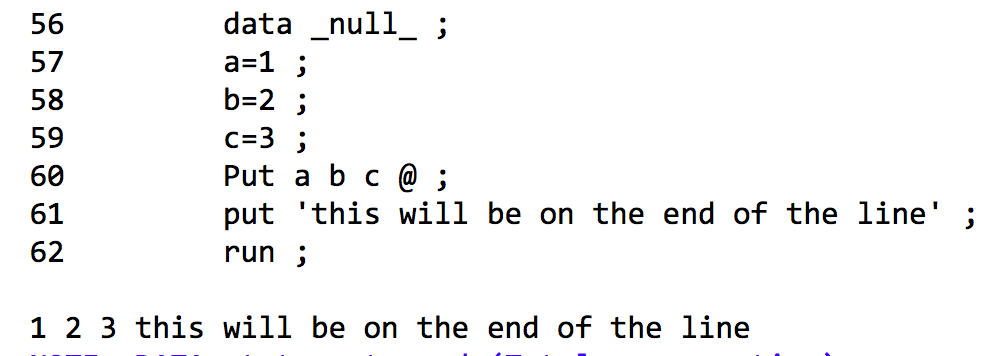 56 data _null_ ;
57 a=1 ;
58 b=2 ;
59 c=3 ;
60 Put a b c @ ;
61 put 'this will be on the end of the line' ;
62 run ;
1 2 3 this will be on the end of the line